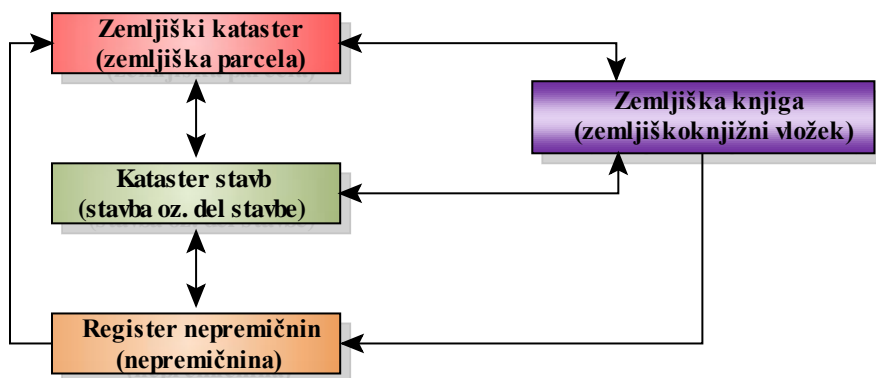 Zemljiški kataster
(zemljiška parcela)
Zemljiška knjiga
(zemljiškoknjižni vložek)
Kataster stavb
(stavba oz. del stavbe)
Register nepremičnin
(nepremičnina)